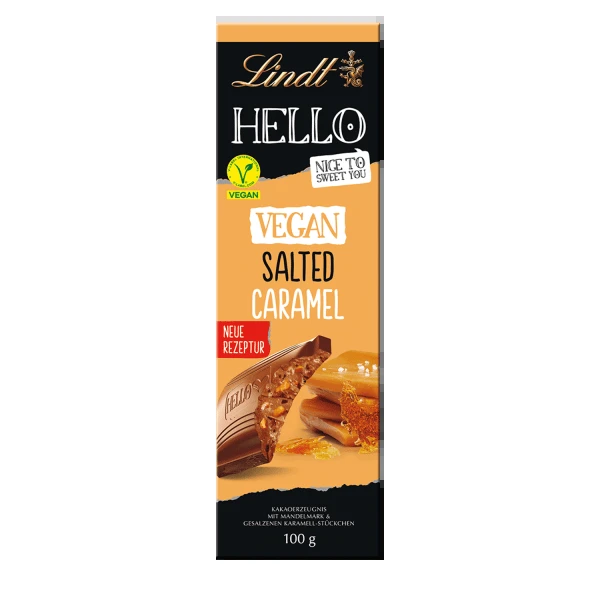 Lindt
HELLO
NICE TO
SWEET YOU
VEGAN
VEGAN
SALTED
CARAMEL
NEUE
REZEPTUR
HELLO
KAKAOERZEUGNIS
MIT MANDELMARK &
GESALZENEN KARAMELL-STÜCKCHEN
100 g